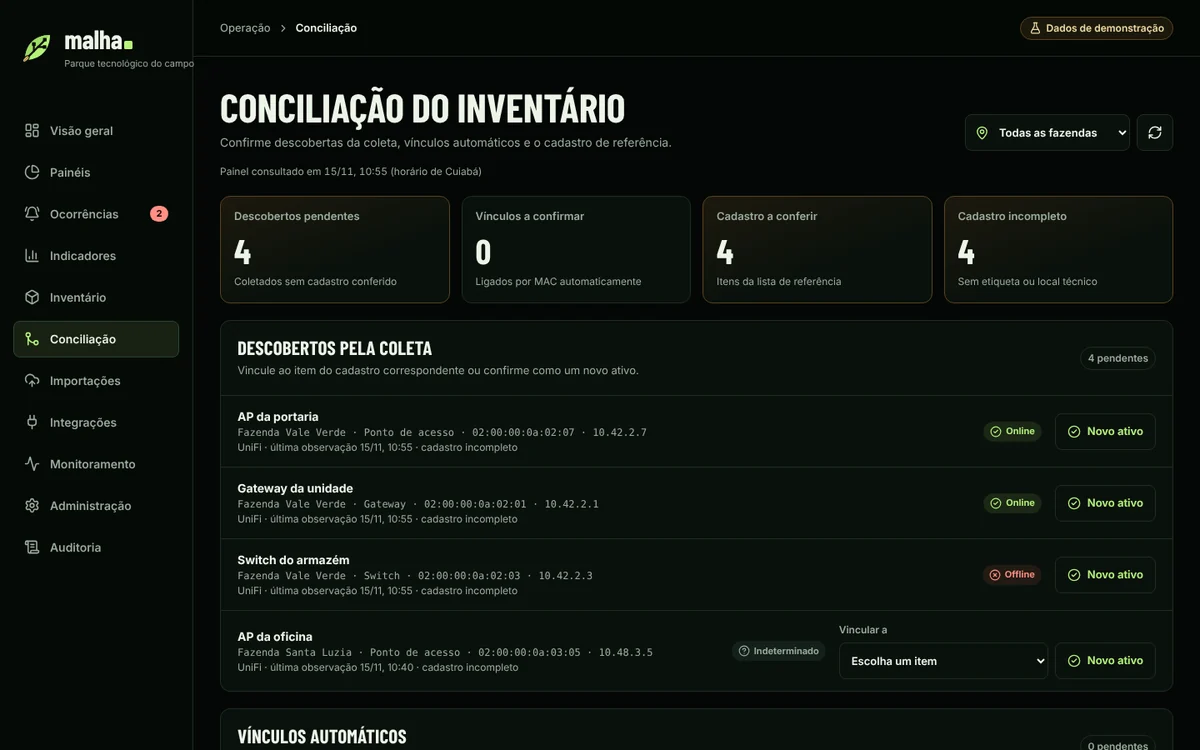 malha
Parque tecnológico do campo
Visão geral
Painéis
Ocorrências 2
Indicadores
Inventário
Conciliação
Importações
Integrações
Monitoramento
Administração
Auditoria
Operação > Conciliação
Dados de demonstração
CONCILIAÇÃO DO INVENTÁRIO
Confirme descobertas da coleta, vínculos automáticos e o cadastro de referência.
Painel consultado em 15/11, 10:55 (horário de Cuiabá)
Todas as fazendas
Descobertos pendentes
4
Coletados sem cadastro conferido
Vínculos a confirmar
0
Ligados por MAC automaticamente
Cadastro a conferir
4
Itens da lista de referência
Cadastro incompleto
4
Sem etiqueta ou local técnico
DESCOBERTOS PELA COLETA
Vincule ao item do cadastro correspondente ou confirme como um novo ativo.
4 pendentes
AP da portaria
Fazenda Vale Verde · Ponto de acesso · 02:00:00:0a:02:07 · 10.42.2.7
UniFi · última observação 15/11, 10:55 · cadastro incompleto
Online
Novo ativo
Gateway da unidade
Fazenda Vale Verde · Gateway · 02:00:00:0a:02:01 · 10.42.2.1
UniFi · última observação 15/11, 10:55 · cadastro incompleto
Online
Novo ativo
Switch do armazém
Fazenda Vale Verde · Switch · 02:00:00:0a:02:03 · 10.42.2.3
UniFi · última observação 15/11, 10:55 · cadastro incompleto
Offline
Novo ativo
AP da oficina
Fazenda Santa Luzia · Ponto de acesso · 02:00:00:0a:03:05 · 10.48.3.5
UniFi · última observação 15/11, 10:40 · cadastro incompleto
Indeterminado
Vincular a
Escolha um item
Novo ativo
VÍNCULOS AUTOMÁTICOS
0 pendentes